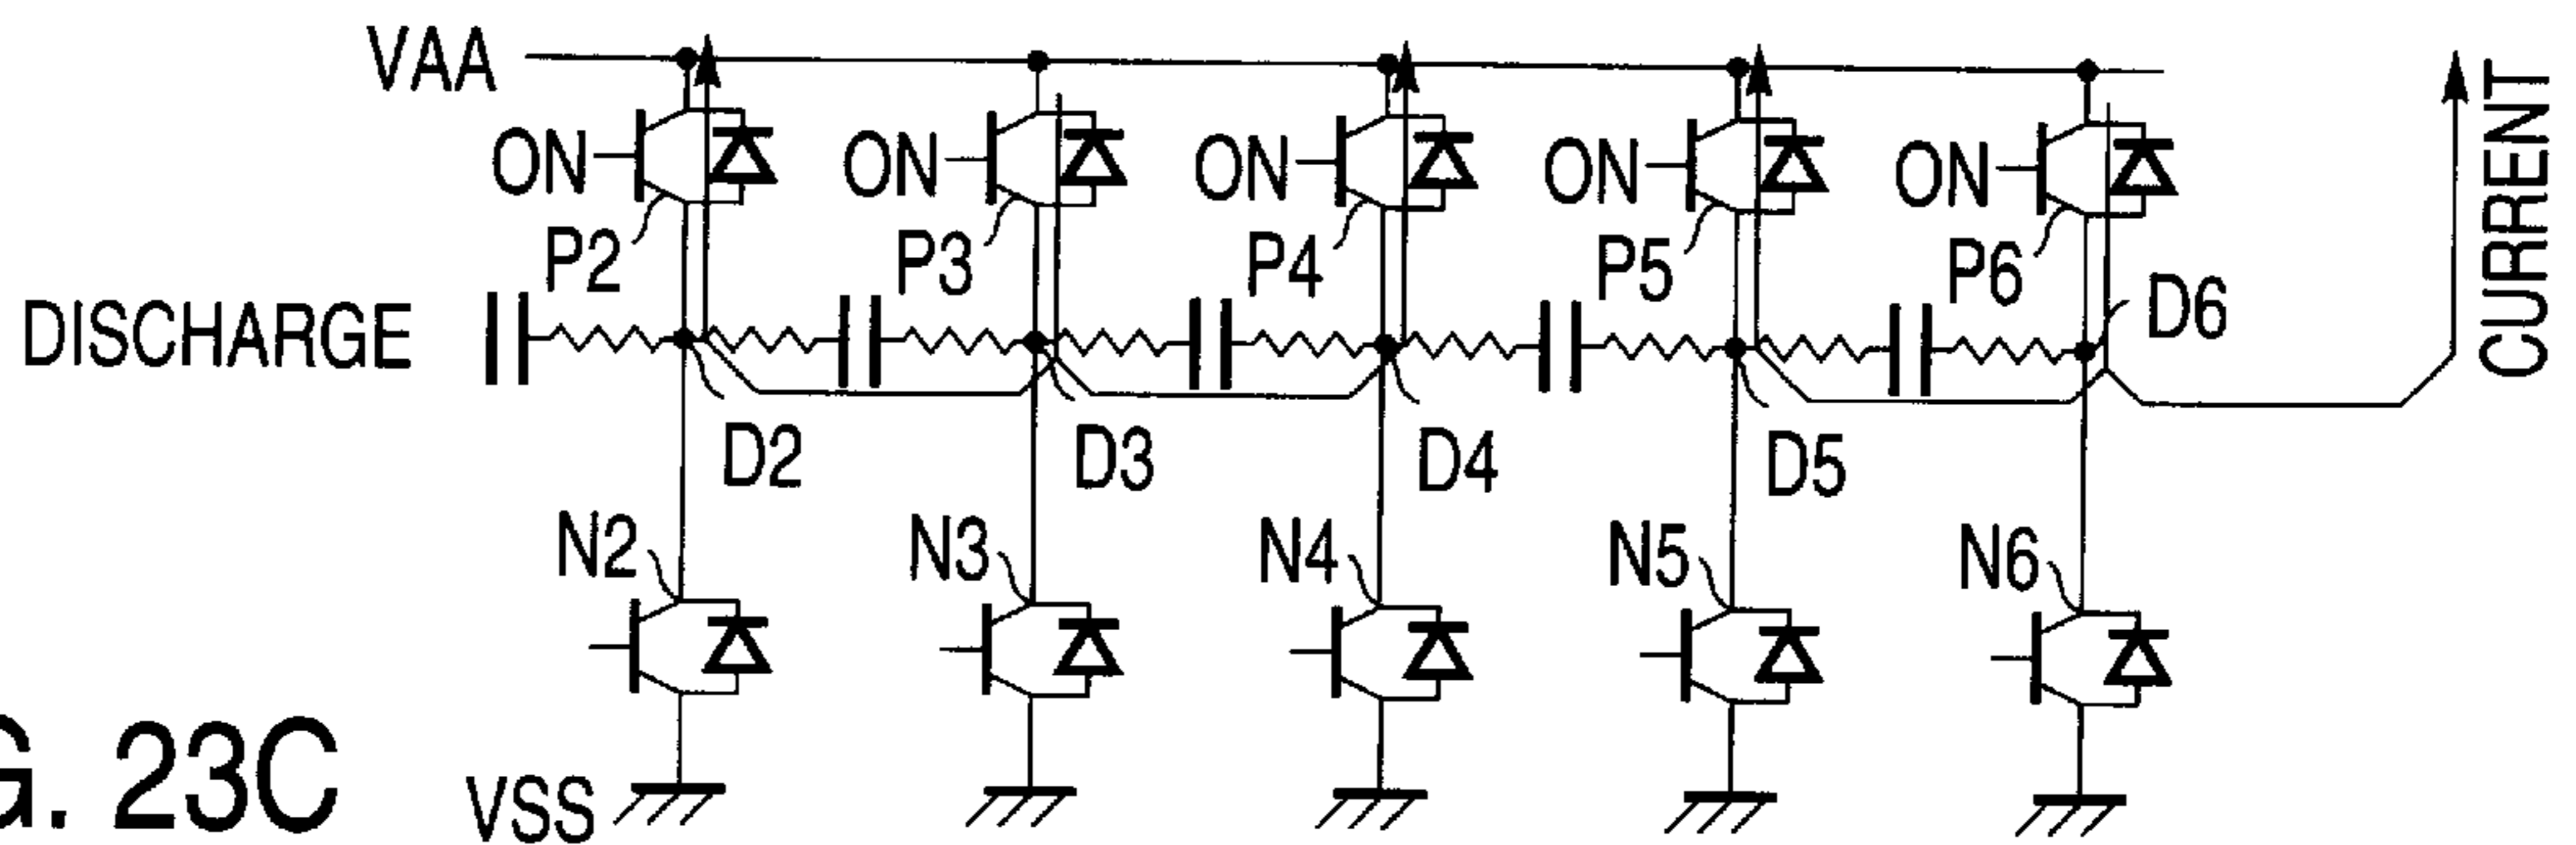 VAA
ON ON ON ON ON
P2 P3 P4 P5 P6
DISCHARGE
D6
CURRENT
D2 D3 D4 D5
N2 N3 N4 N5 N6
G. 23C
VSS